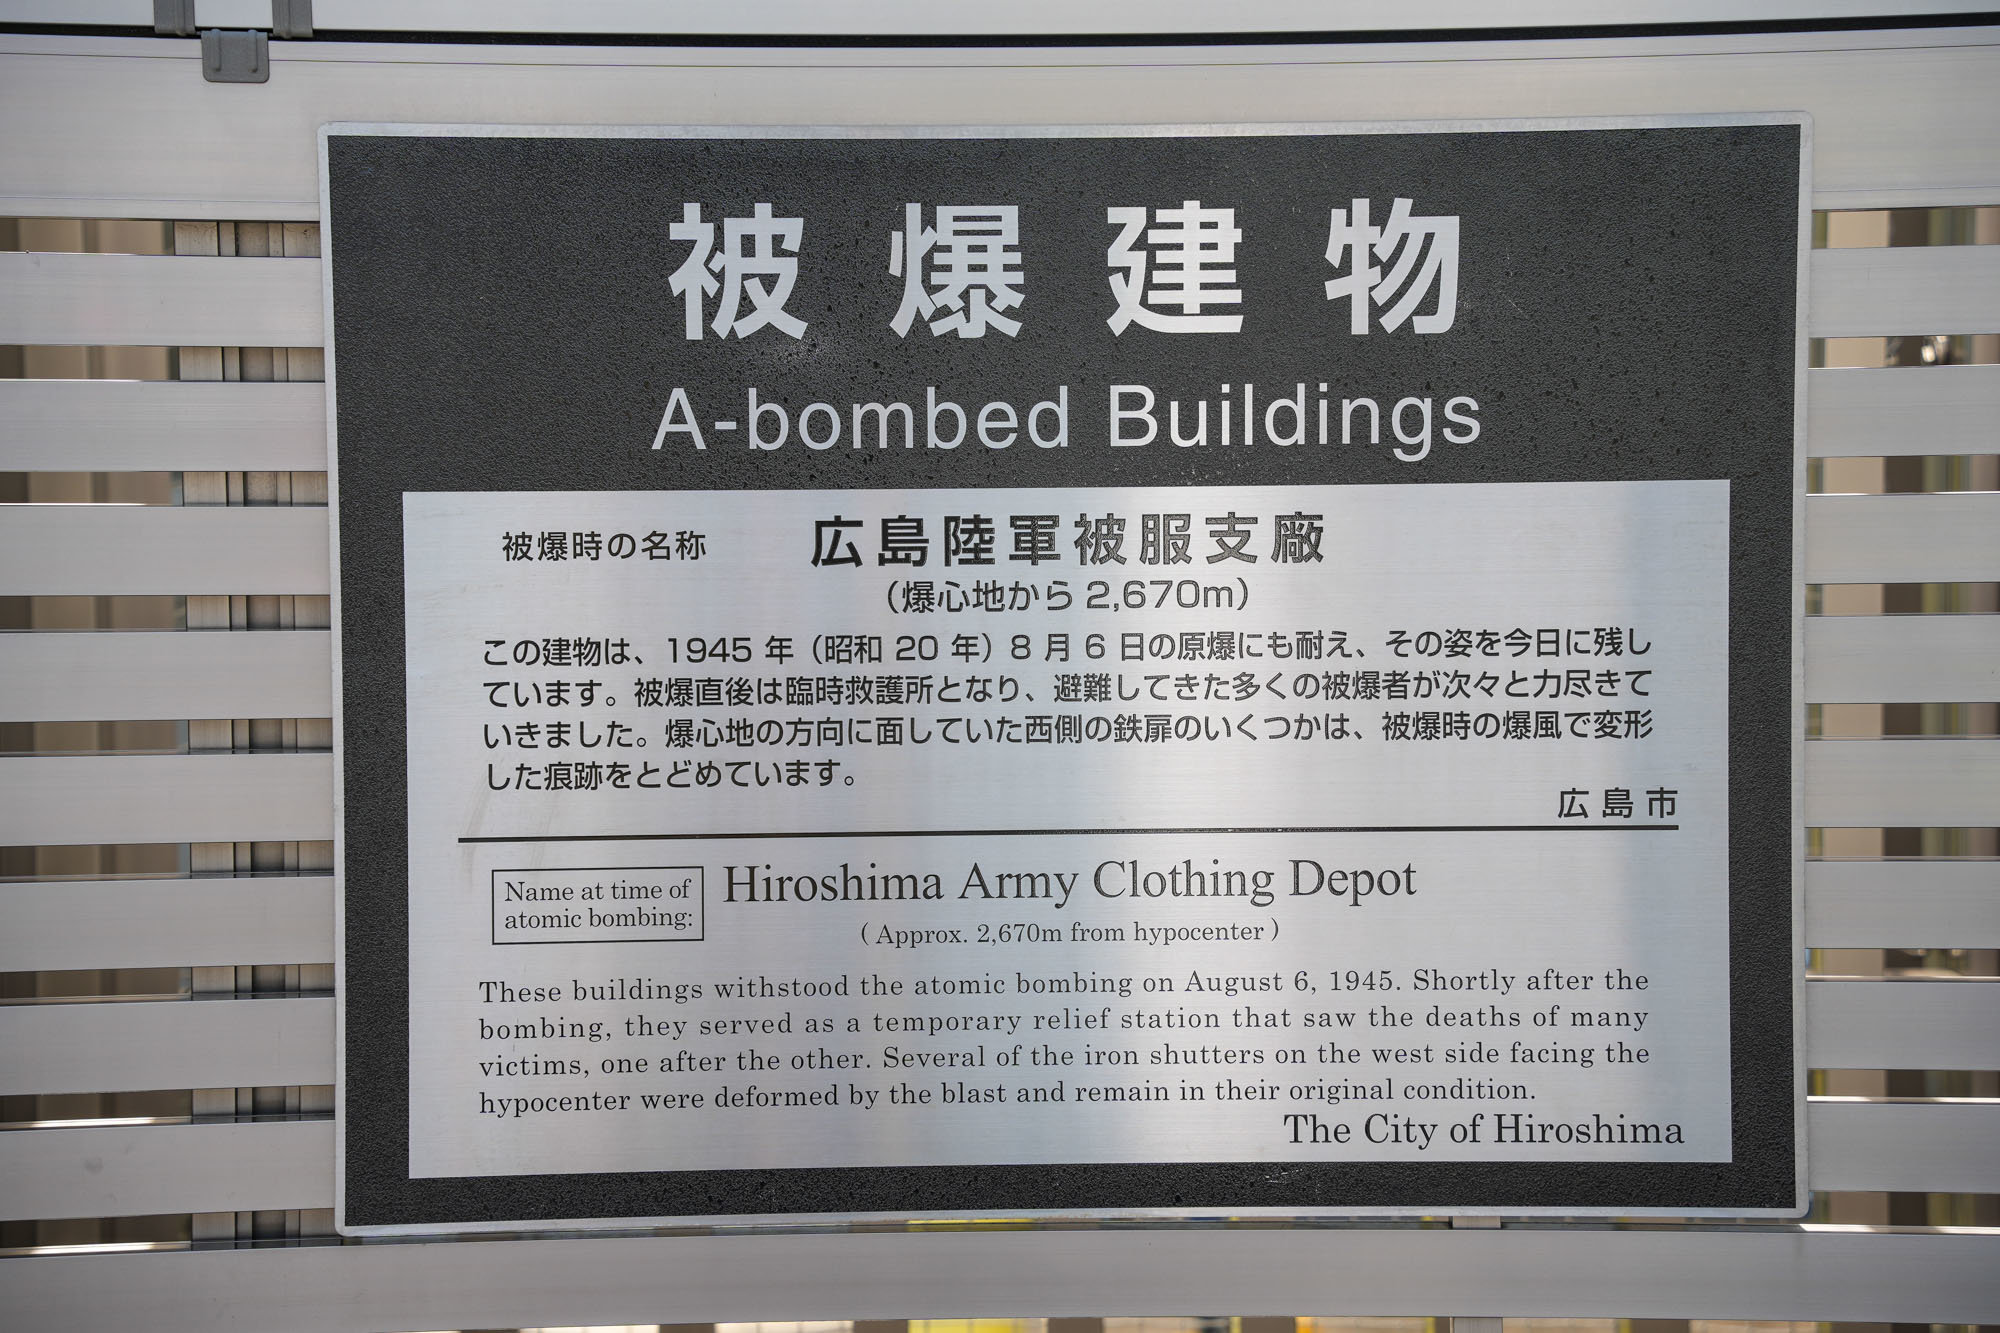 被爆建物
A-bombed Buildings
被爆時の名称 広島陸軍被服支廠
（爆心地から 2,670m）
この建物は、1945 年（昭和 20 年）8 月 6 日の原爆にも耐え、その姿を今日に残し
ています。被爆直後は臨時救護所となり、避難してきた多くの被爆者が次々と力尽きて
いきました。爆心地の方向に面していた西側の鉄扉のいくつかは、被爆時の爆風で変形
した痕跡をとどめています。
広島市
Name at time of
atomic bombing:
Hiroshima Army Clothing Depot
( Approx. 2,670m from hypocenter )
These buildings withstood the atomic bombing on August 6, 1945. Shortly after the
bombing, they served as a temporary relief station that saw the deaths of many
victims, one after the other. Several of the iron shutters on the west side facing the
hypocenter were deformed by the blast and remain in their original condition.
The City of Hiroshima